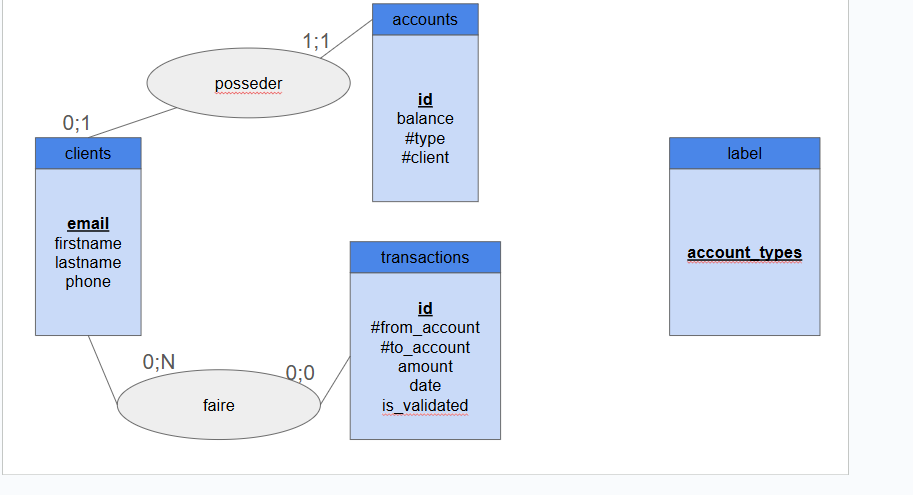 accounts
1;1
posseder
id
balance
#type
#client
0;1
clients
email
firstname
lastname
phone
label
account_types
transactions
id
#from_account
#to_account
amount
date
is_validated
0;N
0;0
faire